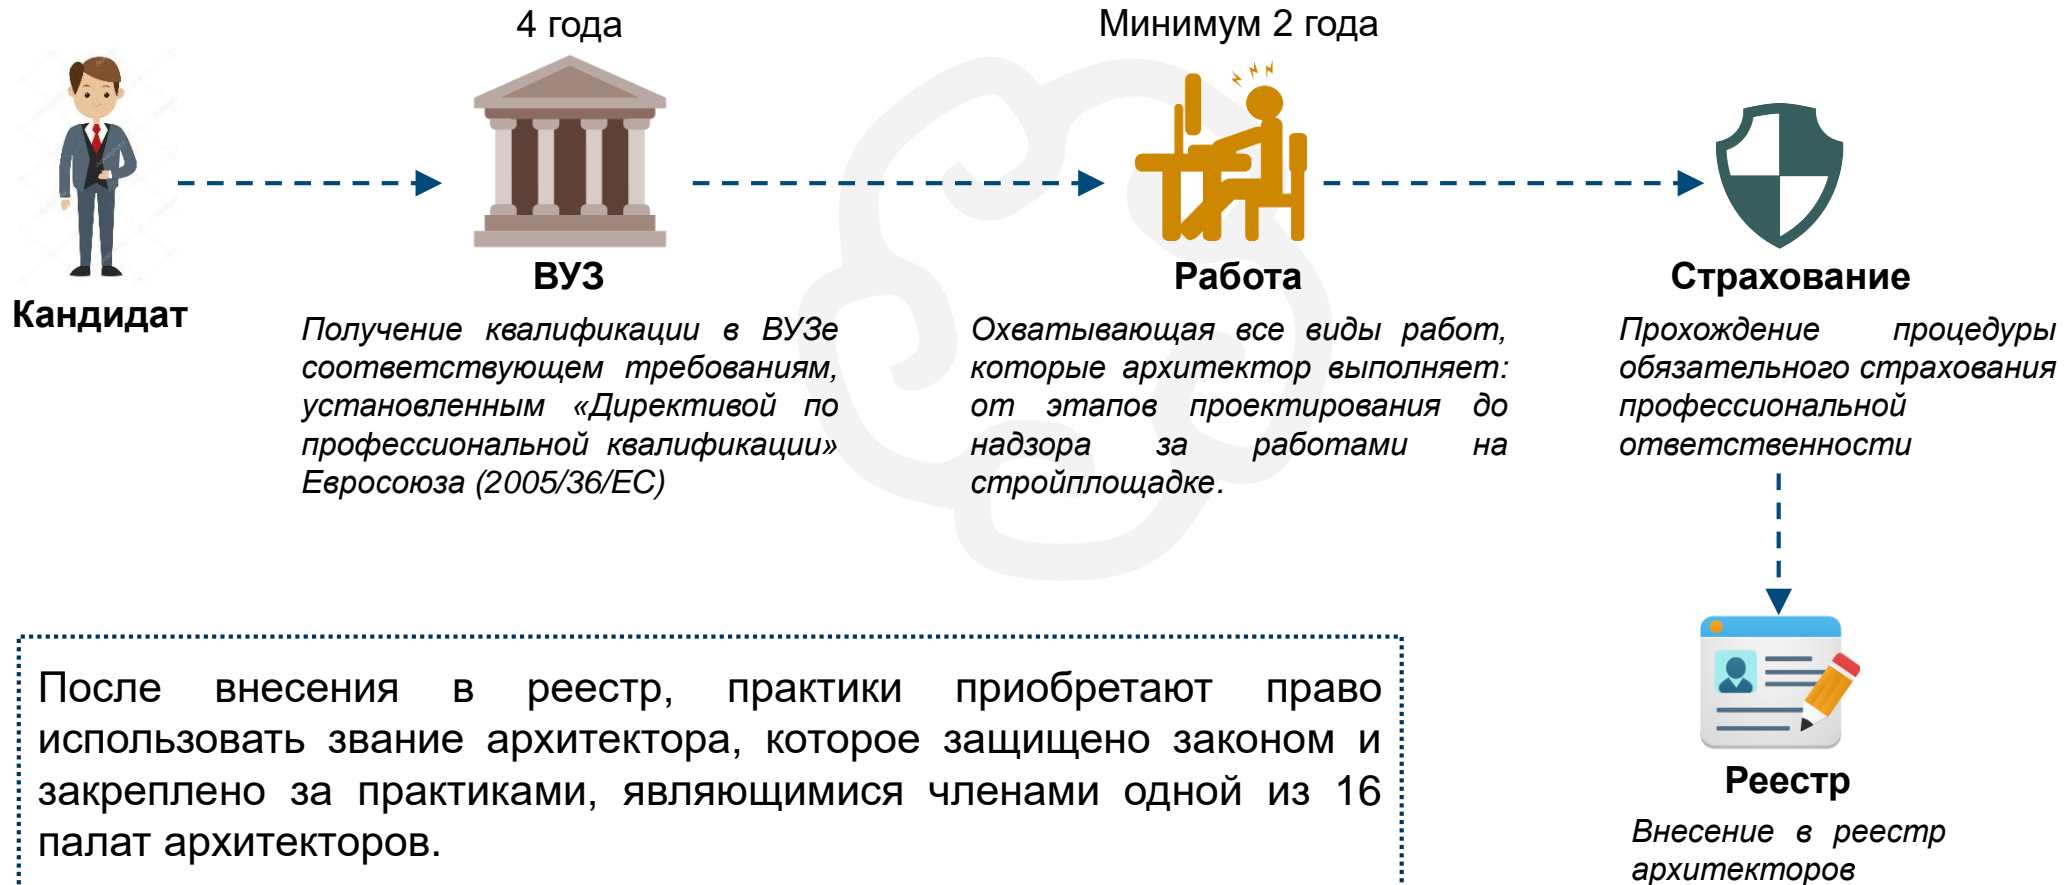 4 года
Минимум 2 года
Кандидат
ВУЗ
Получение квалификации в ВУЗе
соответствующем требованиям,
установленным «Директивой по
профессиональной квалификации»
Евросоюза (2005/36/ЕС)
Работа
Охватывающая все виды работ,
которые архитектор выполняет:
от этапов проектирования до
надзора за работами на
стройплощадке.
Страхование
Прохождение процедуры
обязательного страхования
профессиональной
ответственности
Реестр
Внесение в реестр
архитекторов
После внесения в реестр, практики приобретают право
использовать звание архитектора, которое защищено законом и
закреплено за практиками, являющимися членами одной из 16
палат архитекторов.